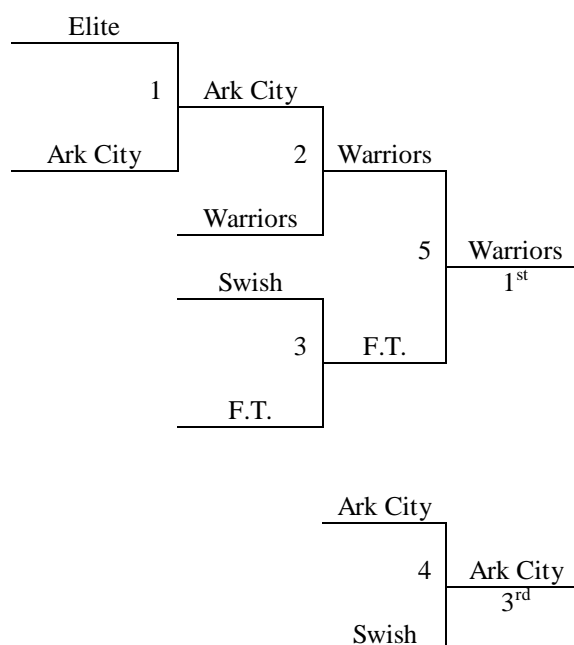 Elite
1
Ark City
Ark City
2
Warriors
Warriors
5
Warriors
1st
Swish
3
F.T.
F.T.
Ark City
4
Ark City
3rd
Swish